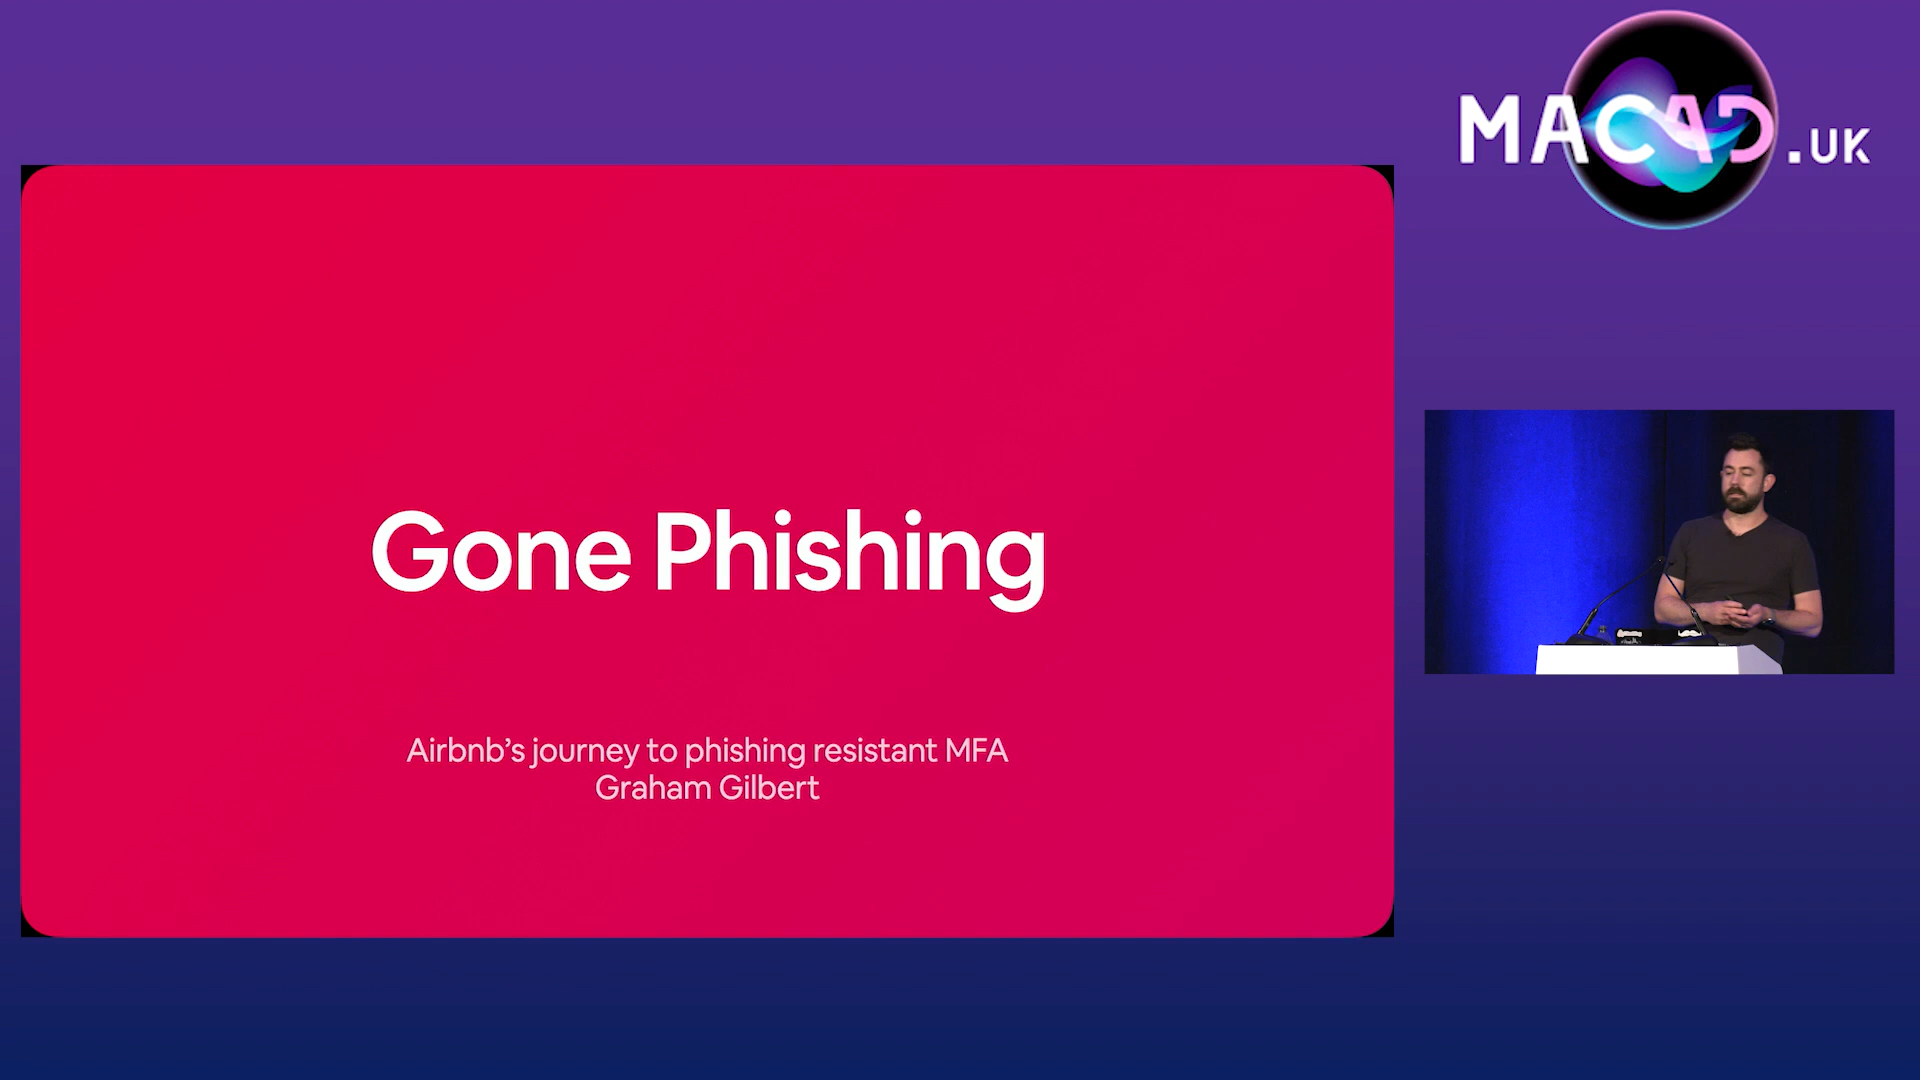 MACAD.UK
Gone Phishing
Airbnb’s journey to phishing resistant MFA
Graham Gilbert